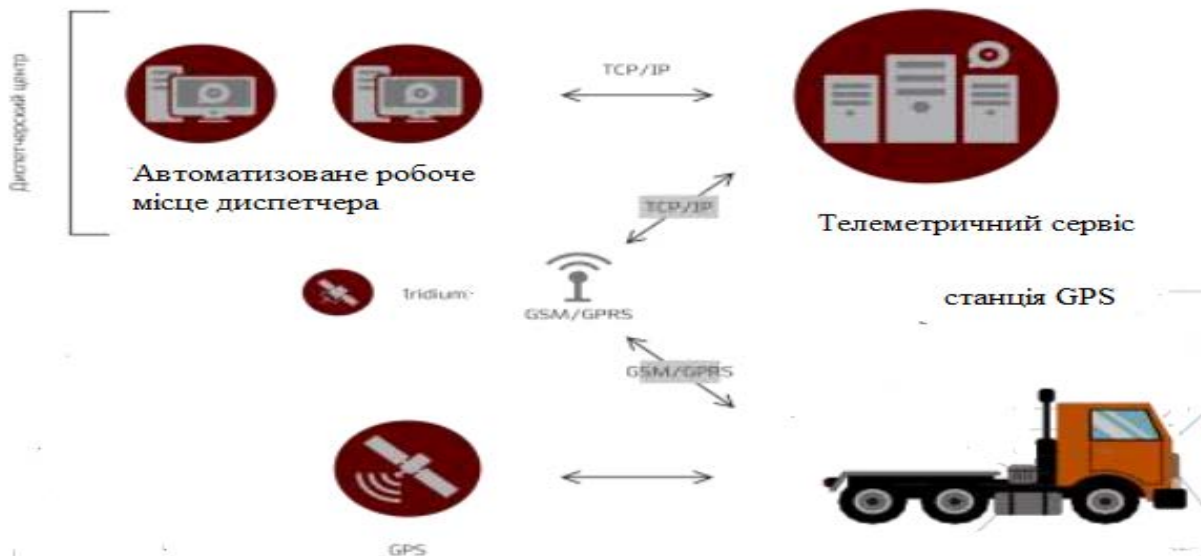 Диспетчерский центр
TCP/IP
Автоматизоване робоче
місце диспетчера
TCP/IP
Телеметричний сервіс
Iridium
GSM/GPRS
станція GPS
GSM/GPRS
GPS